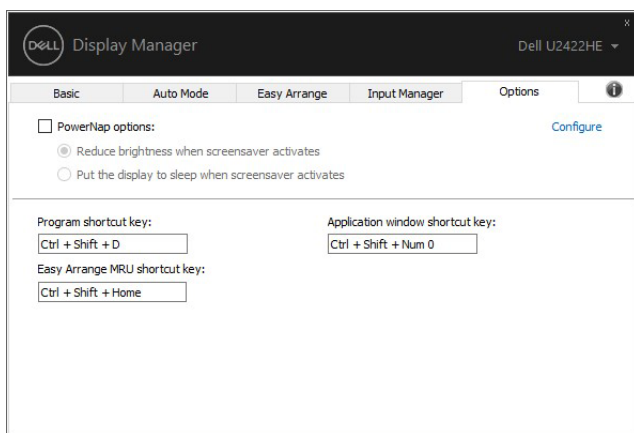 DELL Display Manager Dell U2422HE
x
Basic Auto Mode Easy Arrange Input Manager Options i
PowerNap options: Configure
Reduce brightness when screensaver activates
Put the display to sleep when screensaver activates
Program shortcut key: Application window shortcut key:
Ctrl + Shift + D Ctrl + Shift + Num 0
Easy Arrange MRU shortcut key:
Ctrl + Shift + Home